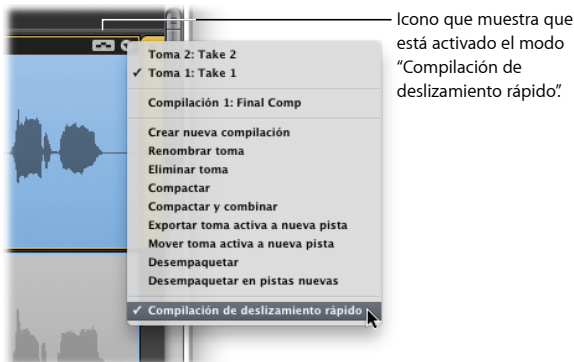 Icono que muestra que
está activado el modo
“Compilación de
deslizamiento rápido”.
Toma 2: Take 2
✓ Toma 1: Take 1
Compilación 1: Final Comp
Crear nueva compilación
Renombrar toma
Eliminar toma
Compactar
Compactar y combinar
Exportar toma activa a nueva pista
Mover toma activa a nueva pista
Desempaquetar
Desempaquetar en pistas nuevas
✓ Compilación de deslizamiento rápido